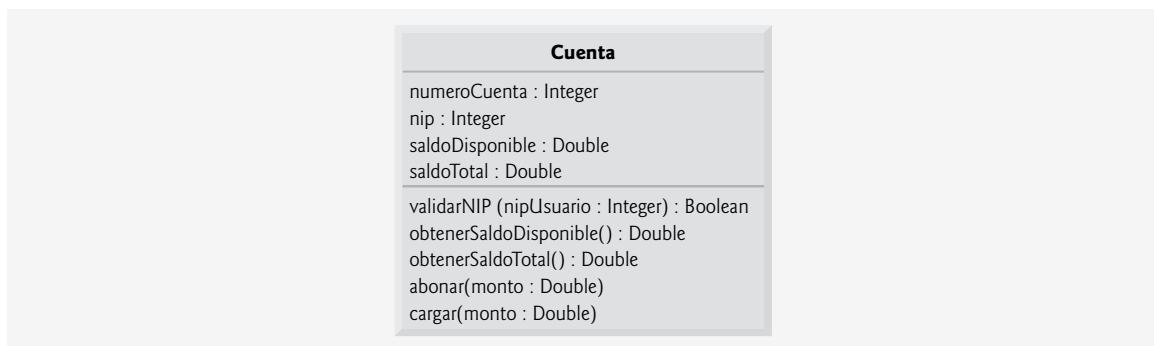 Cuenta
numeroCuenta : Integer
nip : Integer
saldoDisponible : Double
saldoTotal : Double
validarNIP (nipUsuario : Integer) : Boolean
obtenerSaldoDisponible() : Double
obtenerSaldoTotal() : Double
abonar(monto : Double)
cargar(monto : Double)